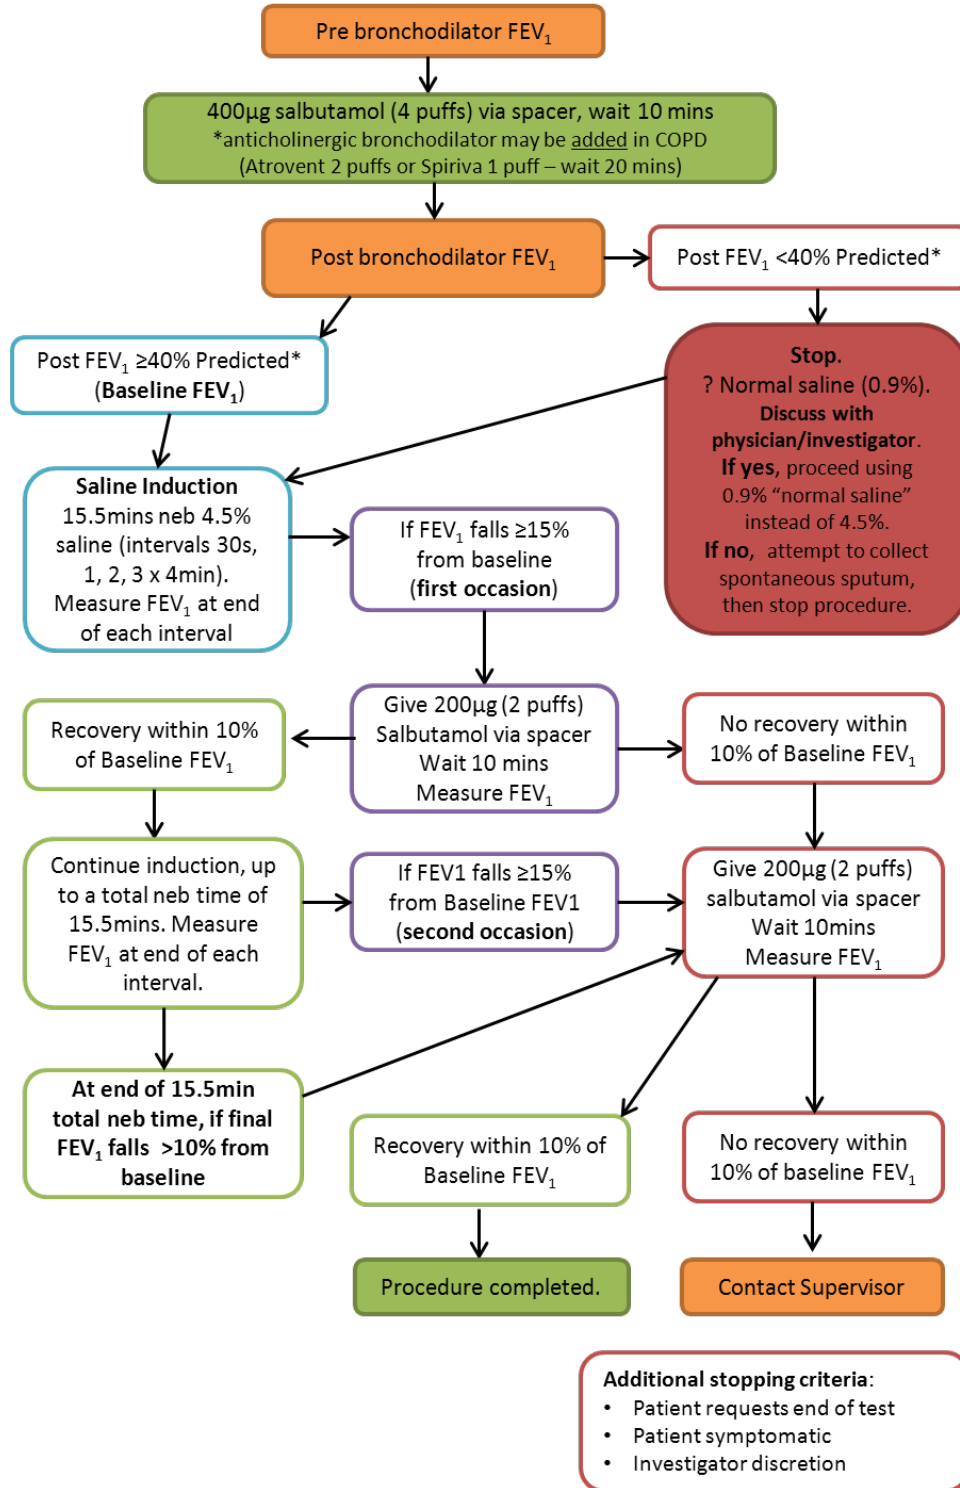 Pre bronchodilator FEV₁
400µg salbutamol (4 puffs) via spacer, wait 10 mins
*anticholinergic bronchodilator may be added in COPD
(Atrovent 2 puffs or Spiriva 1 puff – wait 20 mins)
Post bronchodilator FEV₁
Post FEV₁ <40% Predicted*
Post FEV₁ ≥40% Predicted*
(Baseline FEV₁)
Stop.
? Normal saline (0.9%).
Discuss with
physician/investigator.
If yes, proceed using
0.9% “normal saline”
instead of 4.5%.
If no, attempt to collect
spontaneous sputum,
then stop procedure.
Saline Induction
15.5mins neb 4.5%
saline (intervals 30s,
1, 2, 3 x 4min).
Measure FEV₁ at end
of each interval
If FEV₁ falls ≥15%
from baseline
(first occasion)
Give 200µg (2 puffs)
Salbutamol via spacer
Wait 10 mins
Measure FEV₁
Recovery within 10%
of Baseline FEV₁
No recovery within
10% of Baseline FEV₁
Continue induction, up
to a total neb time of
15.5mins. Measure
FEV₁ at end of each
interval.
If FEV1 falls ≥15%
from Baseline FEV1
(second occasion)
Give 200µg (2 puffs)
salbutamol via spacer
Wait 10mins
Measure FEV₁
At end of 15.5min
total neb time, if final
FEV₁ falls >10% from
baseline
Recovery within 10% of
Baseline FEV₁
No recovery within
10% of baseline FEV₁
Procedure completed.
Contact Supervisor
Additional stopping criteria:
• Patient requests end of test
• Patient symptomatic
• Investigator discretion